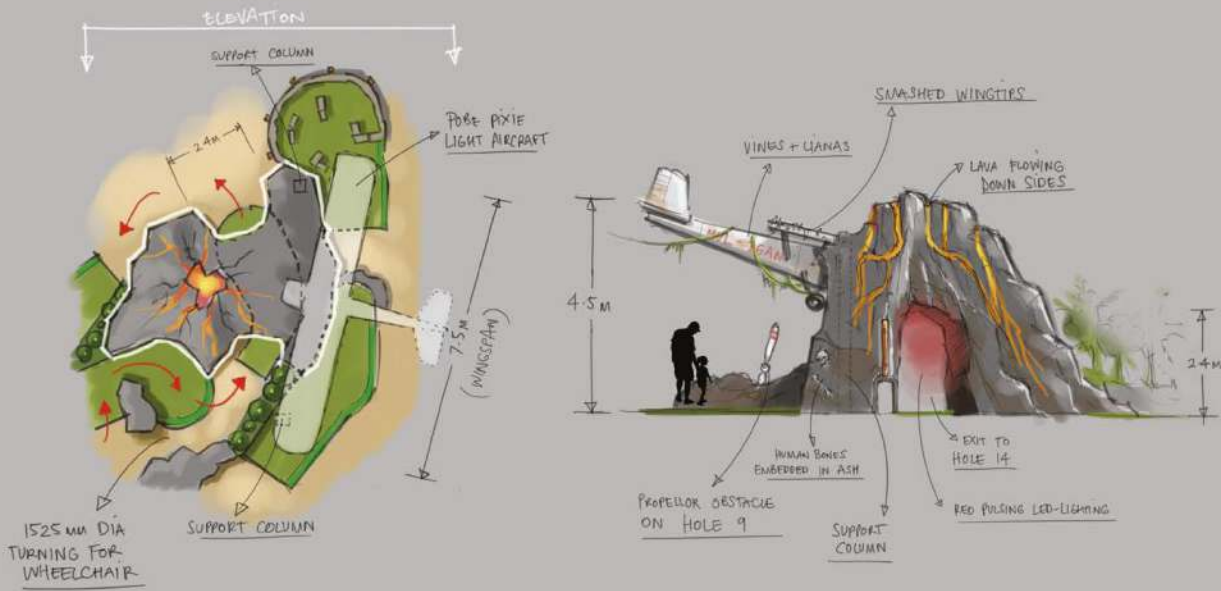 ELEVATION
SUPPORT COLUMN
2.4M
POBE PIXIE
LIGHT AIRCRAFT
7.5M
(WINGSPAN)
1525MM DIA
TURNING FOR
WHEELCHAIR
SUPPORT COLUMN
SMASHED WINGTIPS
VINES + LIANAS
LAVA FLOWING
DOWN SIDES
4.5M
2.4M
HUMAN BONES
EMBEDDED IN ASH
EXIT TO
HOLE 14
PROPELLOR OBSTACLE
ON HOLE 9
SUPPORT
COLUMN
RED PULSING LED-LIGHTING